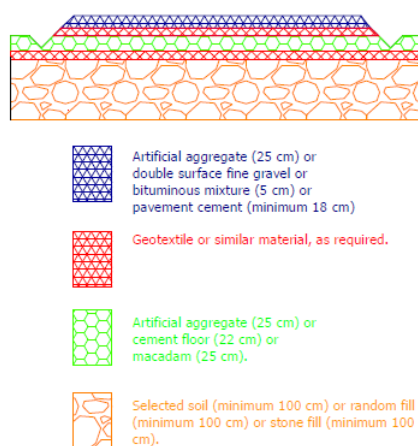 Artificial aggregate (25 cm) or
double surface fine gravel or
bituminous mixture (5 cm) or
pavement cement (minimum 18 cm)
Geotextile or similar material, as required.
Artificial aggregate (25 cm) or
cement floor (22 cm) or
macadam (25 cm).
Selected soil (minimum 100 cm) or random fill
(minimum 100 cm) or stone fill (minimum 100
cm).